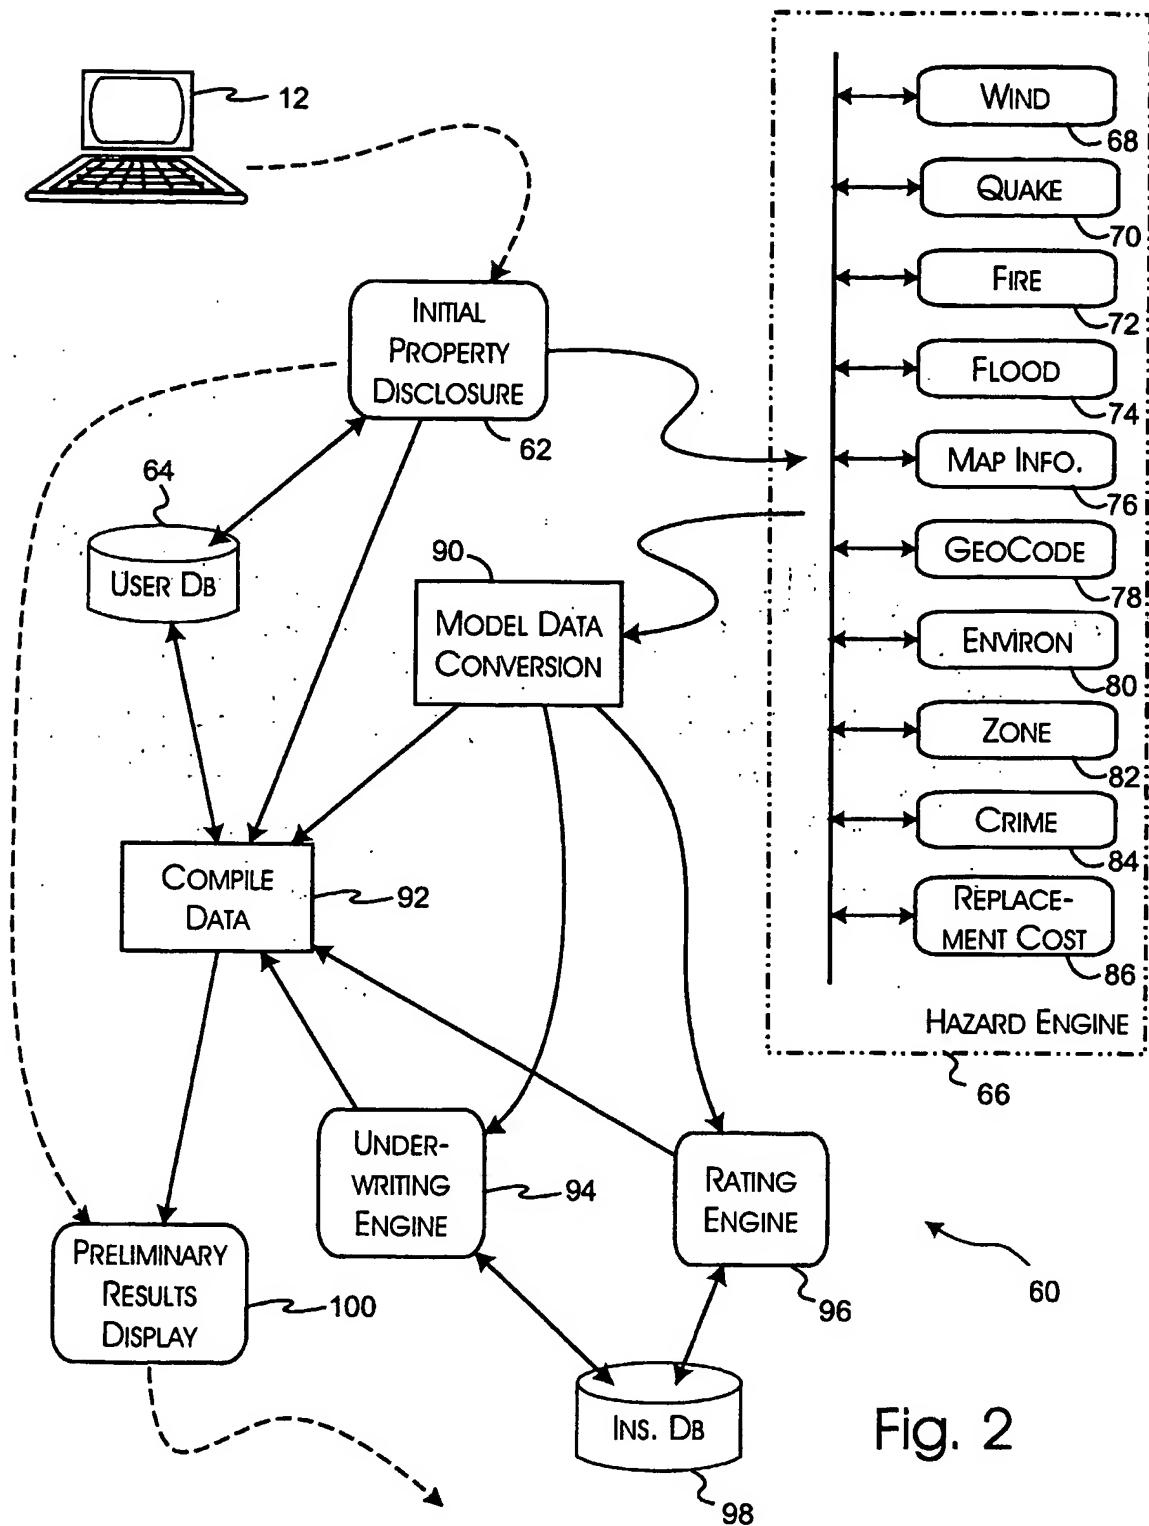 12
WIND
68
QUAKE
70
FIRE
72
FLOOD
74
MAP INFO.
76
GEOCODE
78
ENVIRON
80
ZONE
82
CRIME
84
REPLACE-
MENT COST
86
HAZARD ENGINE
66
INITIAL
PROPERTY
DISCLOSURE
62
64
USER DB
90
MODEL DATA
CONVERSION
COMPILE
DATA
92
UNDER-
WRITING
ENGINE
94
RATING
ENGINE
96
60
PRELIMINARY
RESULTS
DISPLAY
100
INS. DB
98
Fig. 2